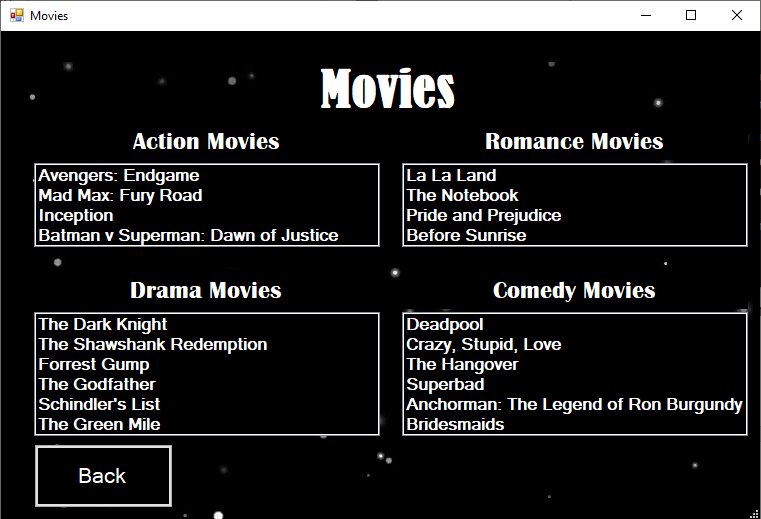 Movies
Movies
Action Movies
Avengers: Endgame
Mad Max: Fury Road
Inception
Batman v Superman: Dawn of Justice
Romance Movies
La La Land
The Notebook
Pride and Prejudice
Before Sunrise
Drama Movies
The Dark Knight
The Shawshank Redemption
Forrest Gump
The Godfather
Schindler's List
The Green Mile
Comedy Movies
Deadpool
Crazy, Stupid, Love
The Hangover
Superbad
Anchorman: The Legend of Ron Burgundy
Bridesmaids
Back